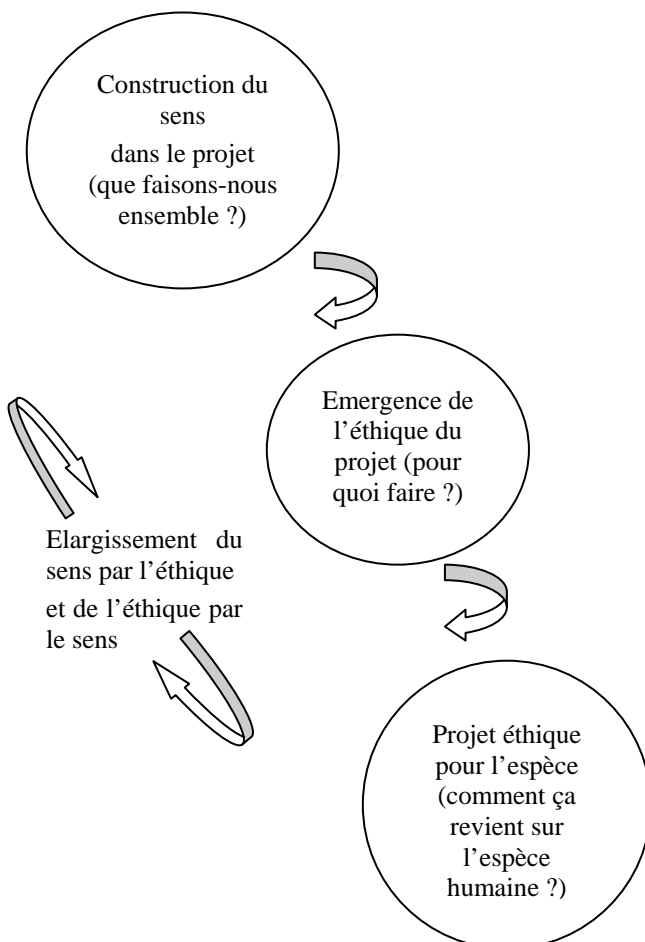 Construction du
sens
dans le projet
(que faisons-nous
ensemble ?)
Emergence de
l’éthique du
projet (pour
quoi faire ?)
Elargissement du
sens par l’éthique
et de l’éthique par
le sens
Projet éthique
pour l’espèce
(comment ça
revient sur
l’espèce
humaine ?)